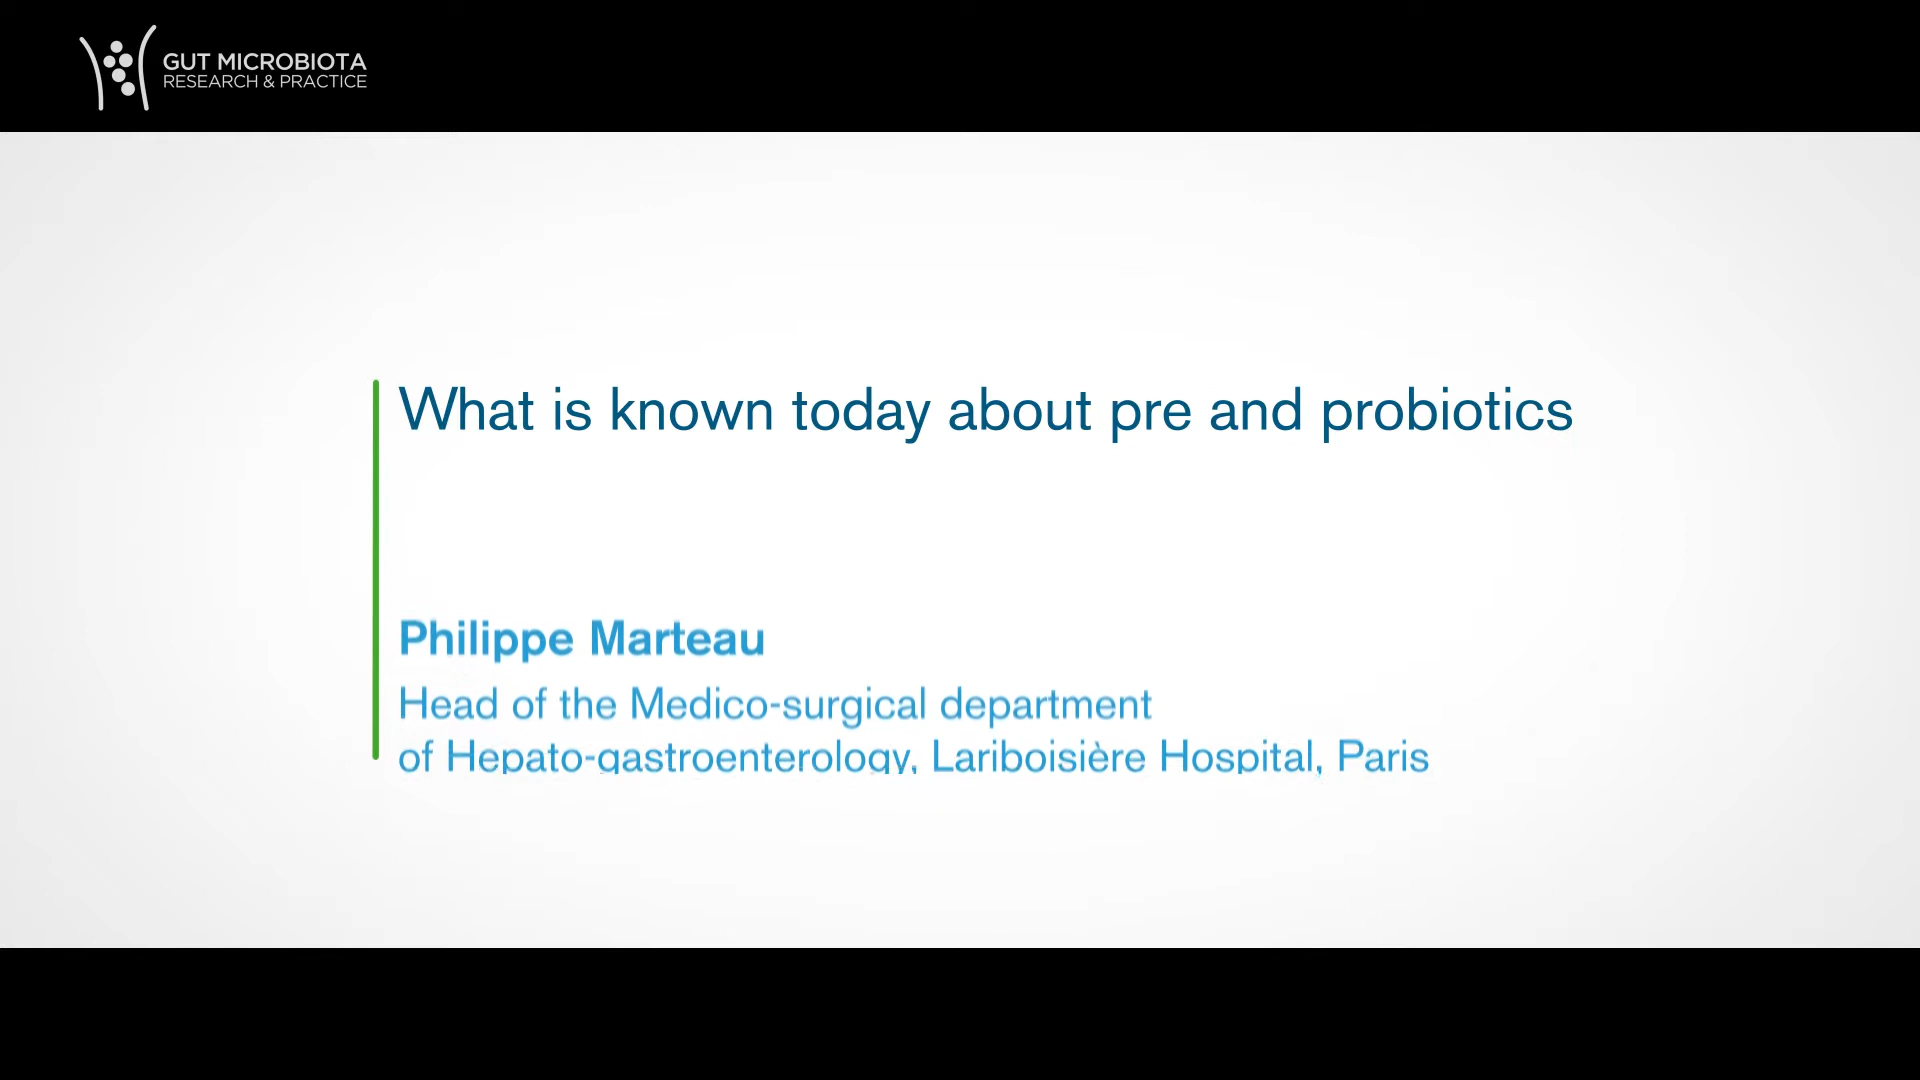 GUT MICROBIOTA
RESEARCH & PRACTICE
What is known today about pre and probiotics
Philippe Marteau
Head of the Medico-surgical department
of Hepato-gastroenterology, Lariboisière Hospital, Paris